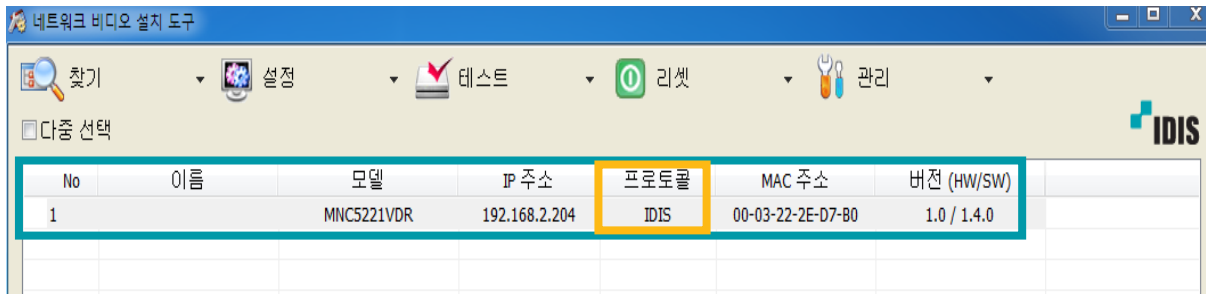 네트워크 비디오 설치 도구
찾기 설정 테스트 리셋 관리
다중 선택
IDIS
No 이름 모델 IP 주소 프로토콜 MAC 주소 버전 (HW/SW)
1 MNC5221VDR 192.168.2.204 IDIS 00-03-22-2E-D7-B0 1.0 / 1.4.0